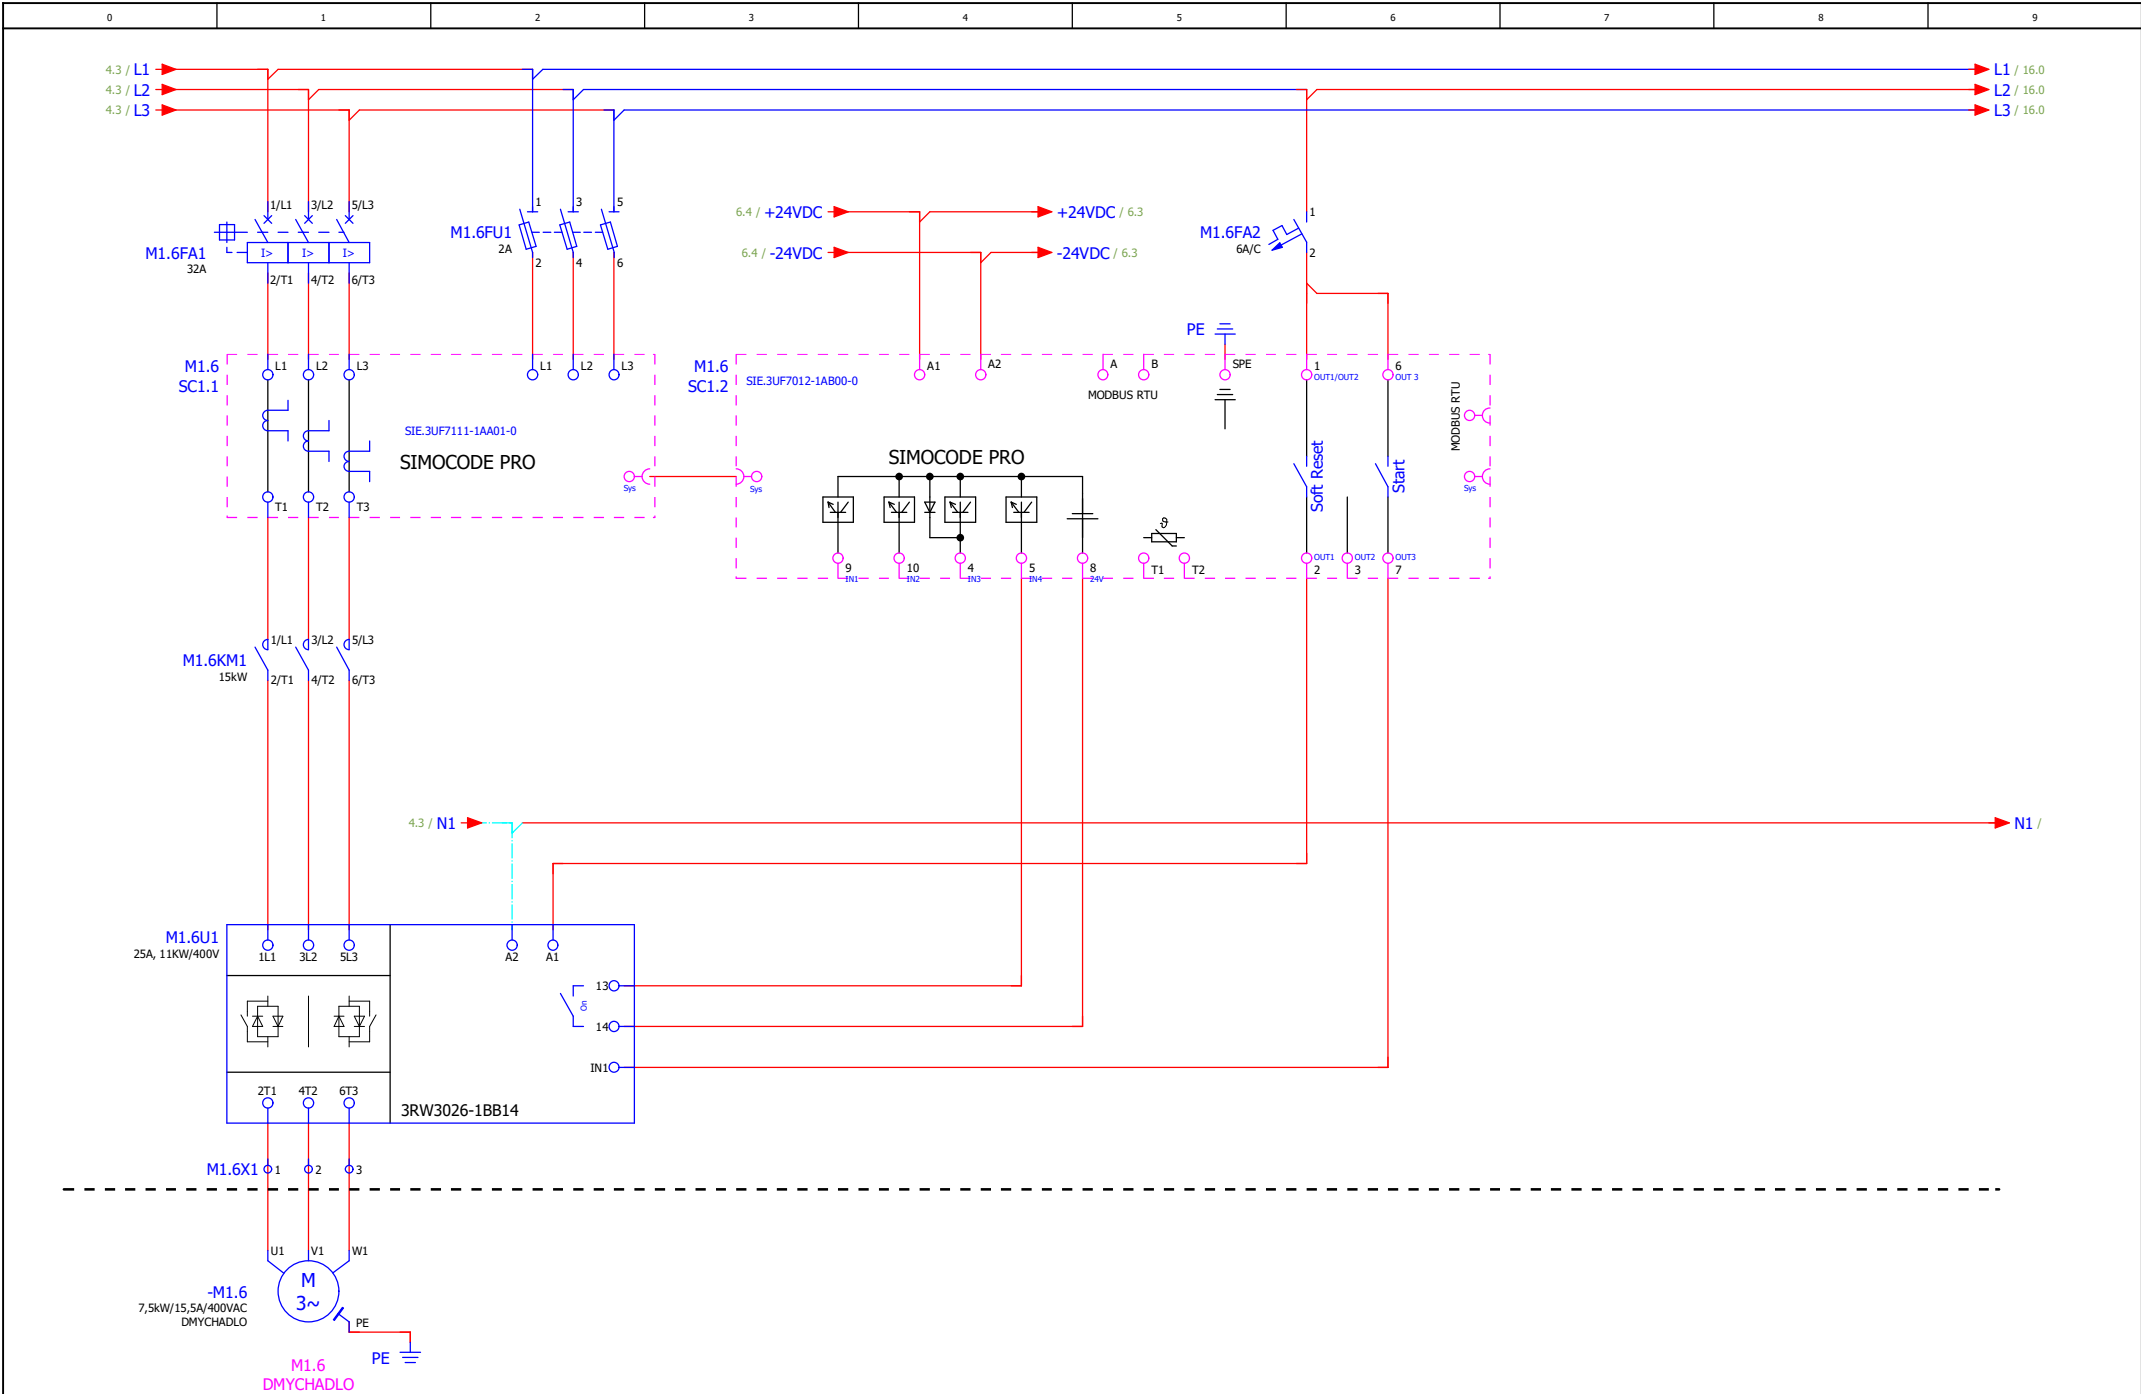 0 1 2 3 4 5 6 7 8 9
4.3 / L1
L1 / 16.0
4.3 / L2
L2 / 16.0
4.3 / L3
L3 / 16.0
1/L1 3/L2 5/L3
M1.6FA1
32A
I> I> I>
2/T1 4/T2 6/T3
1 3 5
M1.6FU1
2A
2 4 6
6.4 / +24VDC
+24VDC / 6.3
6.4 / -24VDC
-24VDC / 6.3
1
M1.6FA2
6A/C
2
PE
M1.6
SC1.1
L1 L2 L3
L1 L2 L3
SIE.3UF7111-1AA01-0
SIMOCODE PRO
Sys
T1 T2 T3
M1.6
SC1.2
SIE.3UF7012-1AB00-0
A1 A2
A B
MODBUS RTU
SPE
1
OUT1/OUT2
6
OUT 3
MODBUS RTU
SIMOCODE PRO
Sys
Soft Reset
Start
Sys
ϑ
9
IN1
10
IN2
4
IN3
5
IN4
8
24V
T1 T2
OUT1
2
OUT2
3
OUT3
7
1/L1 3/L2 5/L3
M1.6KM1
15kW
2/T1 4/T2 6/T3
4.3 / N1
N1 /
M1.6U1
25A, 11KW/400V
1L1 3L2 5L3
A2 A1
13
On
14
IN1
2T1 4T2 6T3
3RW3026-1BB14
M1.6X1 1 2 3
U1 V1 W1
M
3~
-M1.6
7,5kW/15,5A/400VAC
DMYCHADLO
PE
PE
M1.6
DMYCHADLO